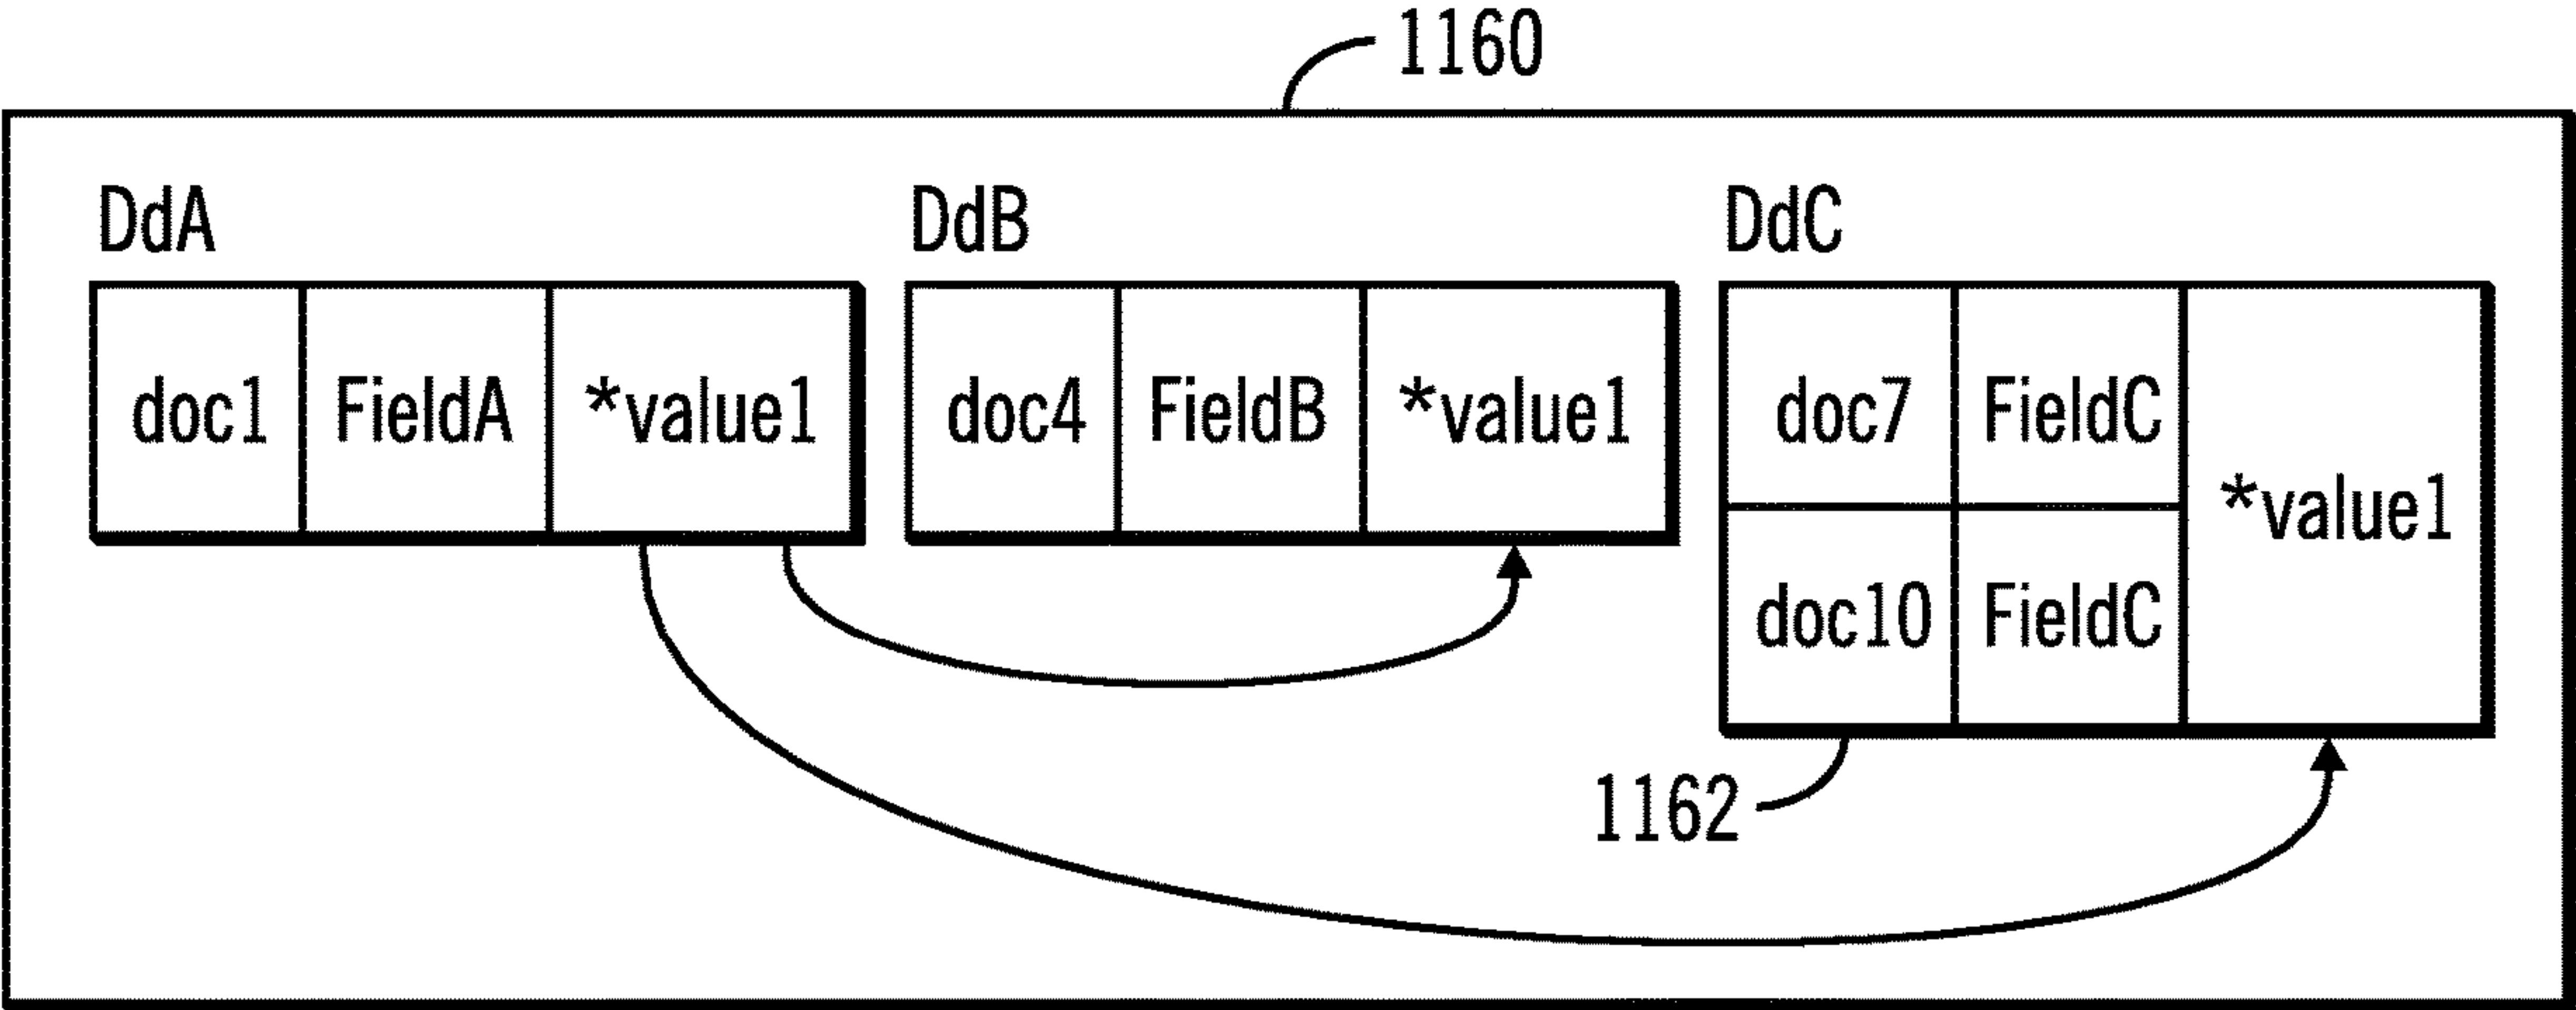 1160
DdA DdB DdC
doc1 FieldA *value1 doc4 FieldB *value1 doc7 FieldC *value1
doc10 FieldC
1162